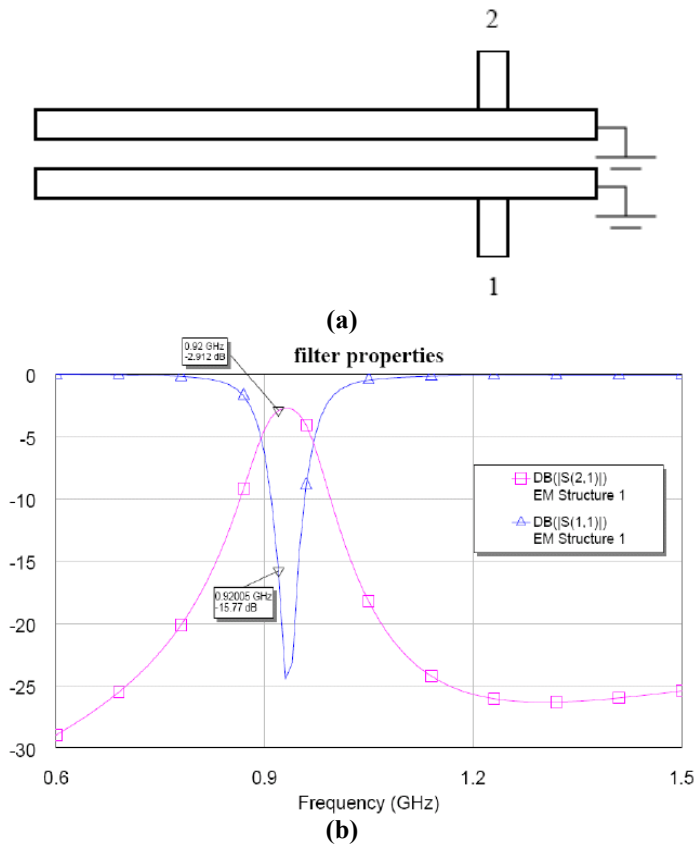 2
1
(a)
filter properties
0.92 GHz
-2.912 dB
0
-5
-10
-15
-20
-25
-30
DB(|S(2,1)|)
EM Structure 1
DB(|S(1,1)|)
EM Structure 1
0.92005 GHz
-15.77 dB
0.6
0.9
1.2
1.5
Frequency (GHz)
(b)